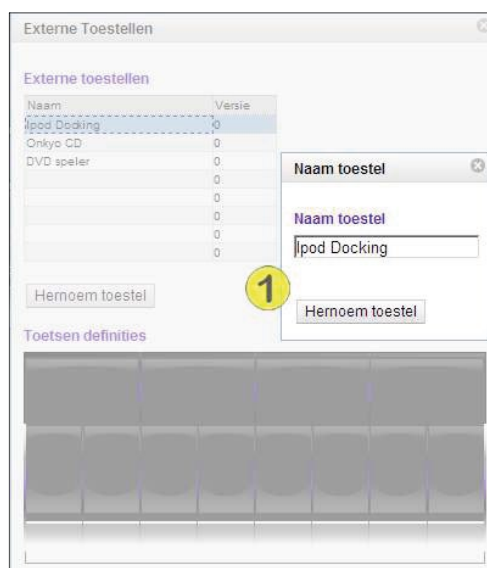 Externe Toestellen
Externe toestellen
Naam Versie
Ipod Docking 0
Onkyo CD 0
DVD speler 0
0
0
0
0
0
Hernoem toestel
Toetsen definities
Naam toestel
Naam toestel
Ipod Docking
1
Hernoem toestel